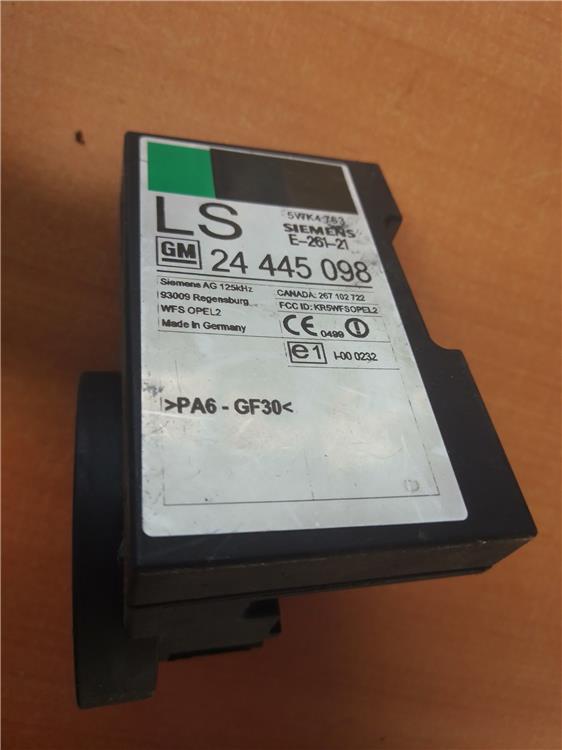 LS
5WK4 763
SIEMENS
E-261-21
GM
24 445 098
Siemens AG 125kHz
93009 Regensburg
WFS OPEL2
Made in Germany
CANADA: 267 102 722
FCC ID: KR5WFSOPEL2
CE 0499
e1 I-00 0232
>PA6 - GF30<